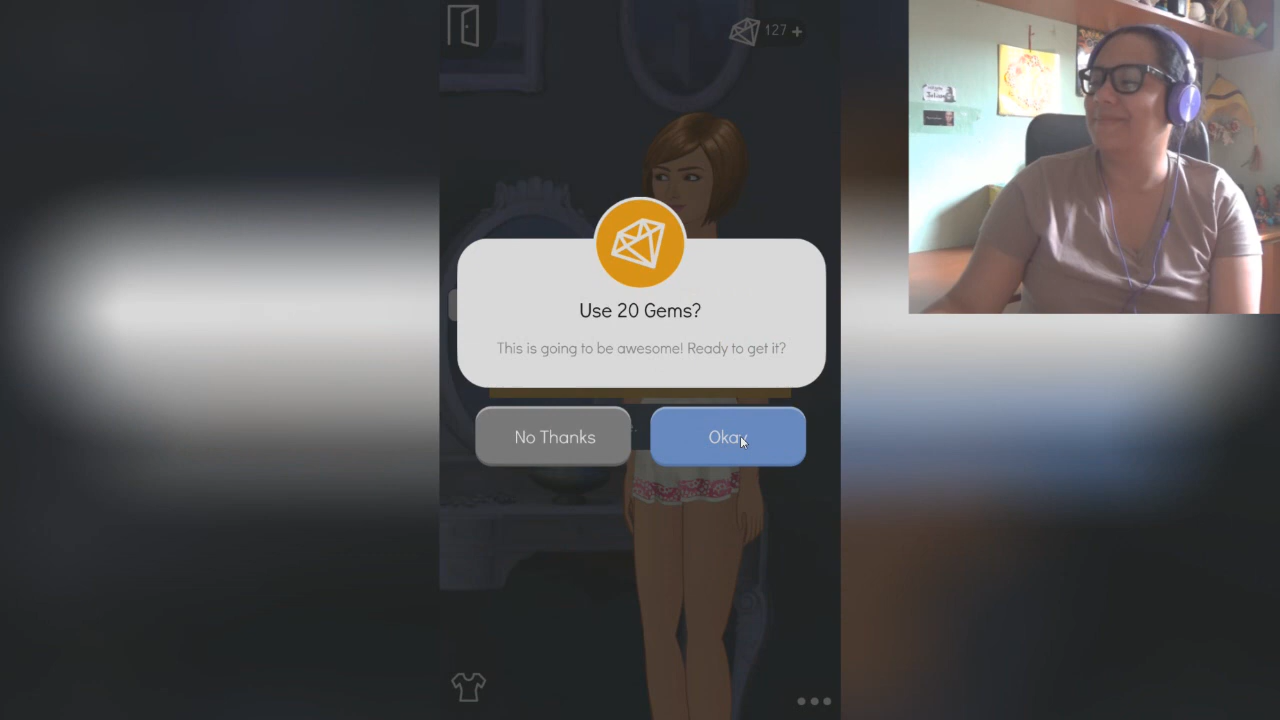 127 +
Use 20 Gems?
This is going to be awesome! Ready to get it?
No Thanks
Okay